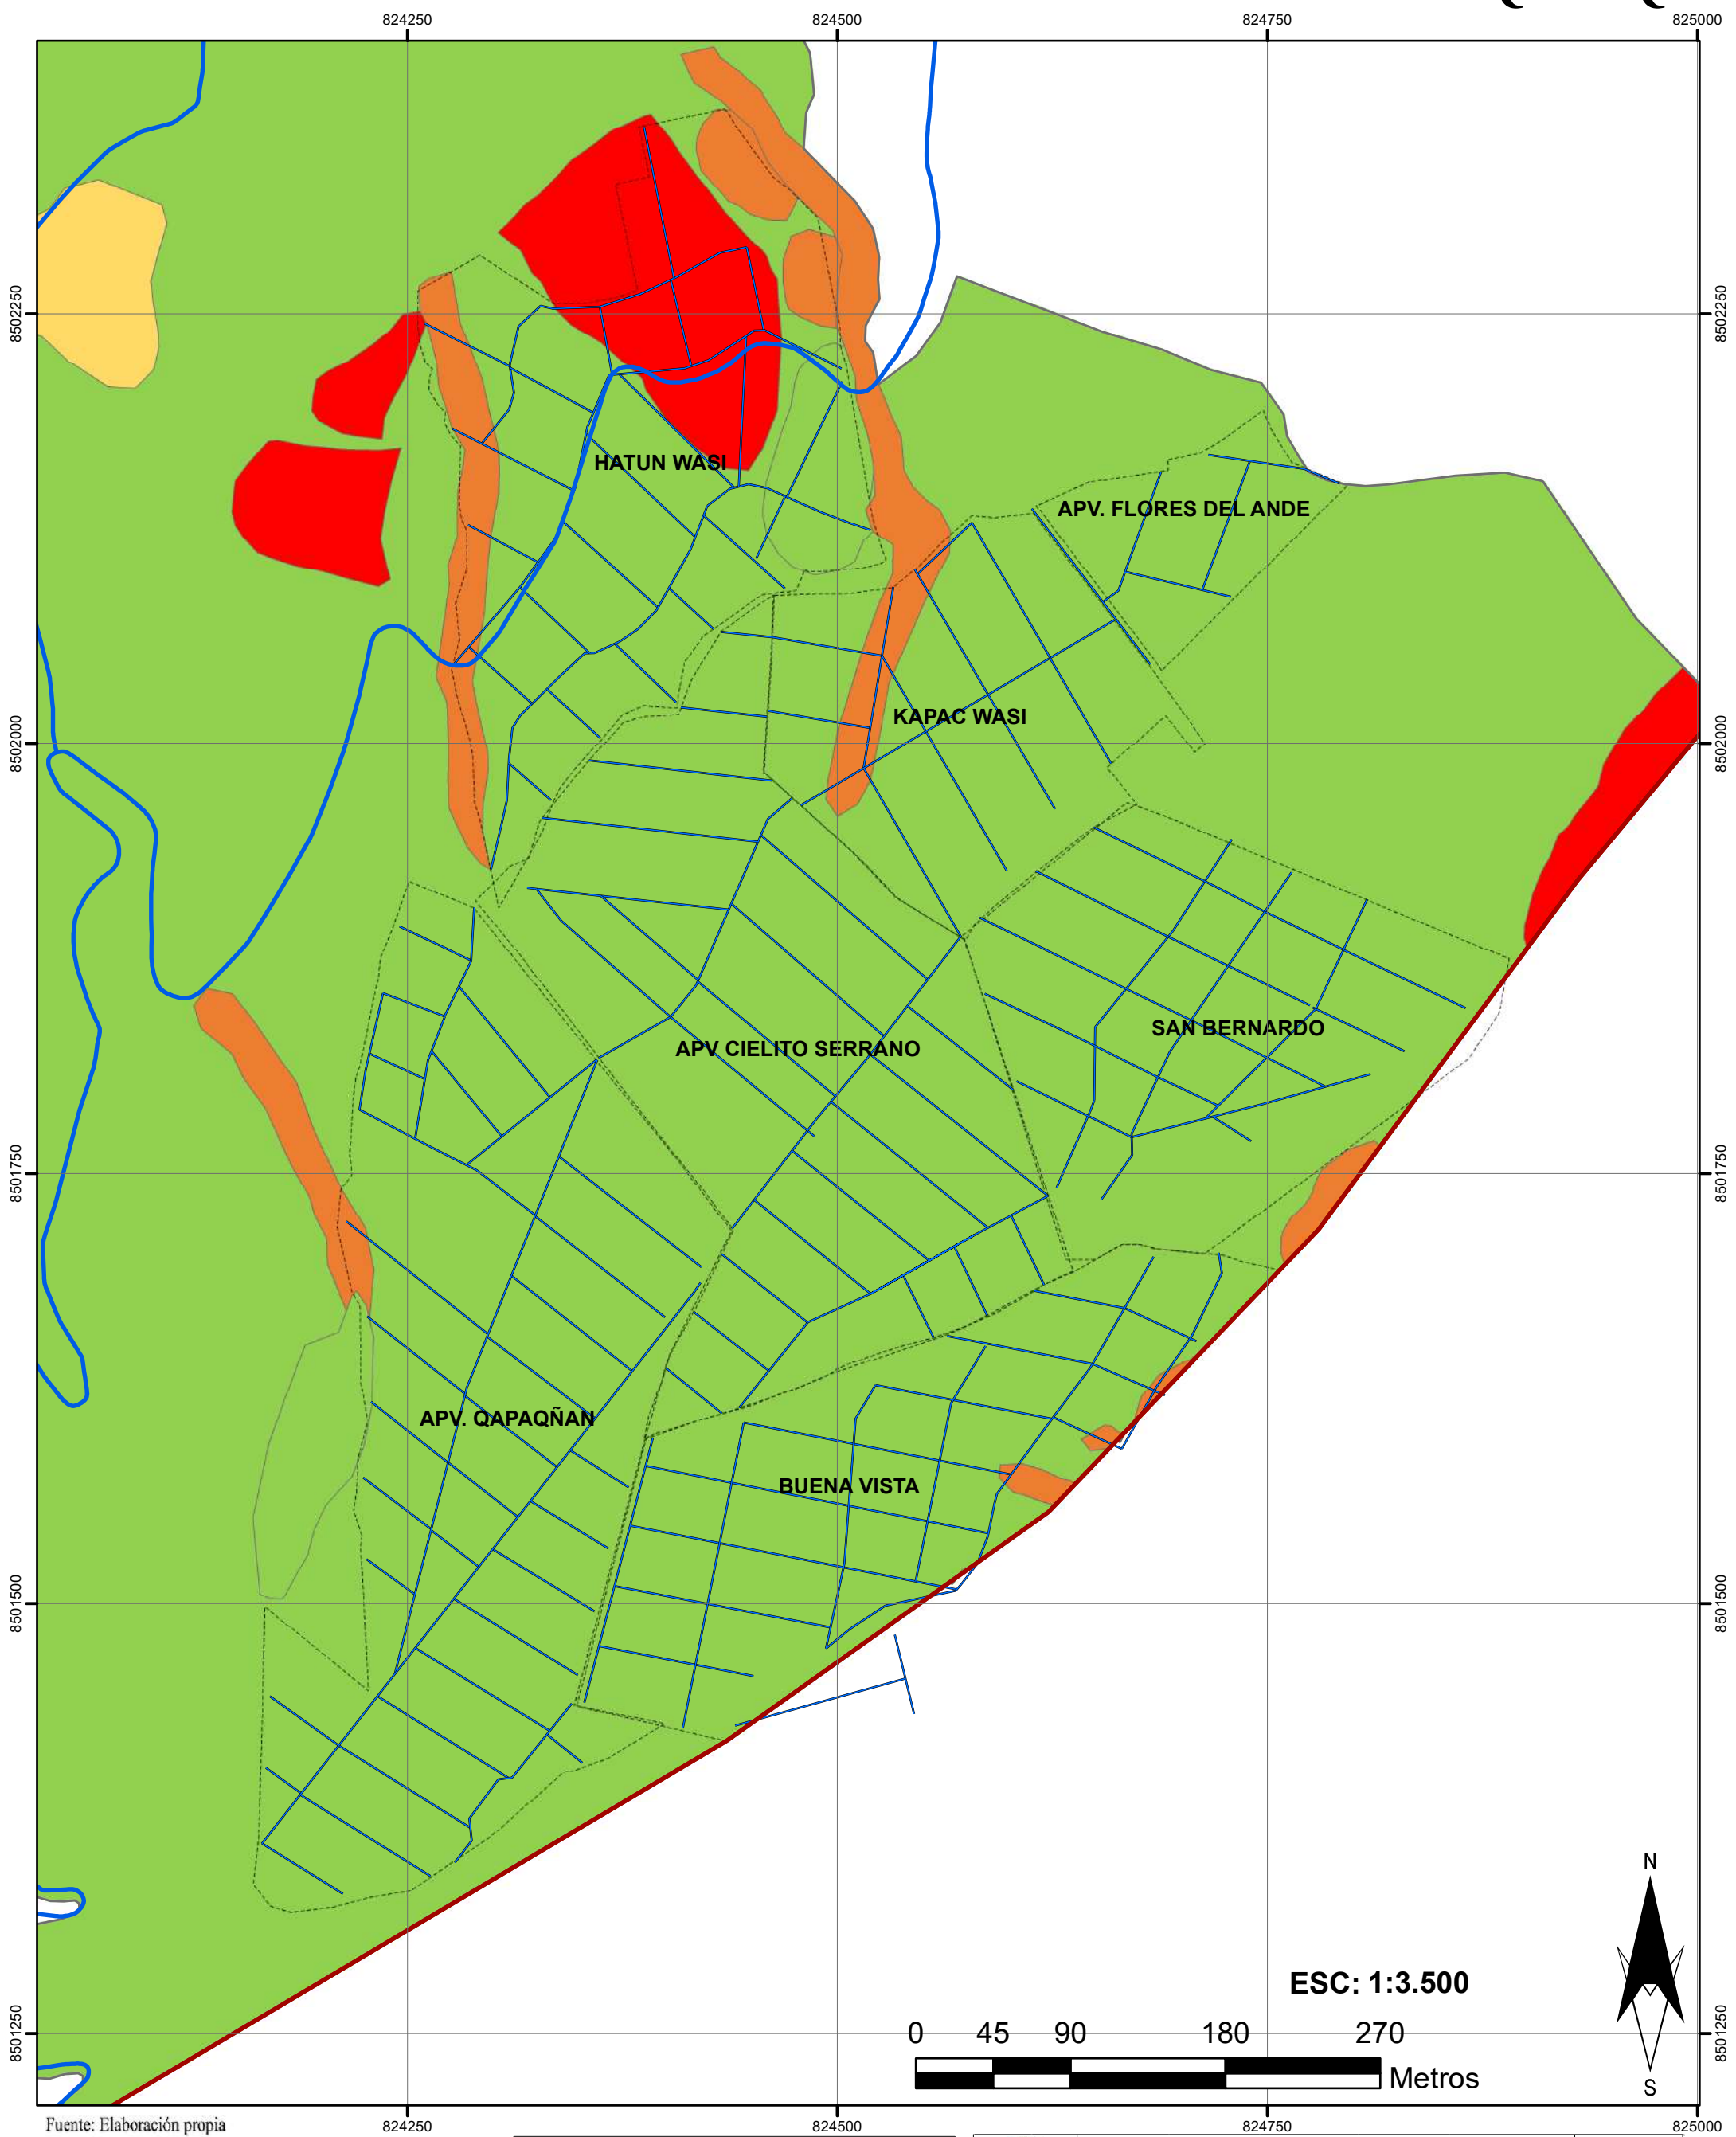 824250 824500 824750 825000
8502250 8502250
HATUN WASI
APV. FLORES DEL ANDE
KAPAC WASI
8502000 8502000
SAN BERNARDO
APV CIELITO SERRANO
8501750 8501750
APV. QAPAQÑAN
BUENA VISTA
8501500 8501500
N
ESC: 1:3.500
0 45 90 180 270
Metros
S
8501250 8501250
Fuente: Elaboración propia
824250 824500 824750 825000